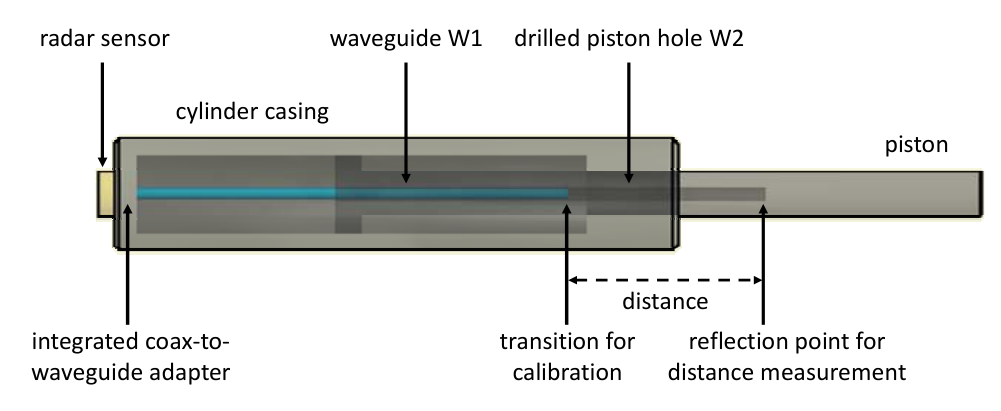 radar sensor
waveguide W1
drilled piston hole W2
cylinder casing
piston
distance
integrated coax-to-
waveguide adapter
transition for
calibration
reflection point for
distance measurement